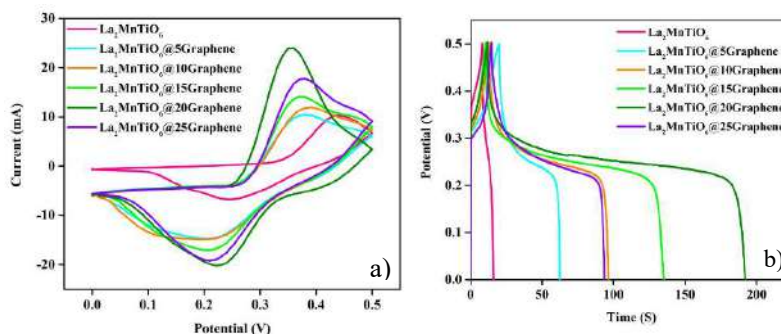 30
20
10
0
-10
-20
Current (mA)
La₂MnTiO₆
La₂MnTiO₆@5Graphene
La₂MnTiO₆@10Graphene
La₂MnTiO₆@15Graphene
La₂MnTiO₆@20Graphene
La₂MnTiO₆@25Graphene
a)
0.0 0.1 0.2 0.3 0.4 0.5
Potential (V)
0.5
0.4
0.3
0.2
0.1
0.0
Potential (V)
La₂MnTiO₆
La₂MnTiO₆@5Graphene
La₂MnTiO₆@10Graphene
La₂MnTiO₆@15Graphene
La₂MnTiO₆@20Graphene
La₂MnTiO₆@25Graphene
b)
0 50 100 150 200
Time (S)